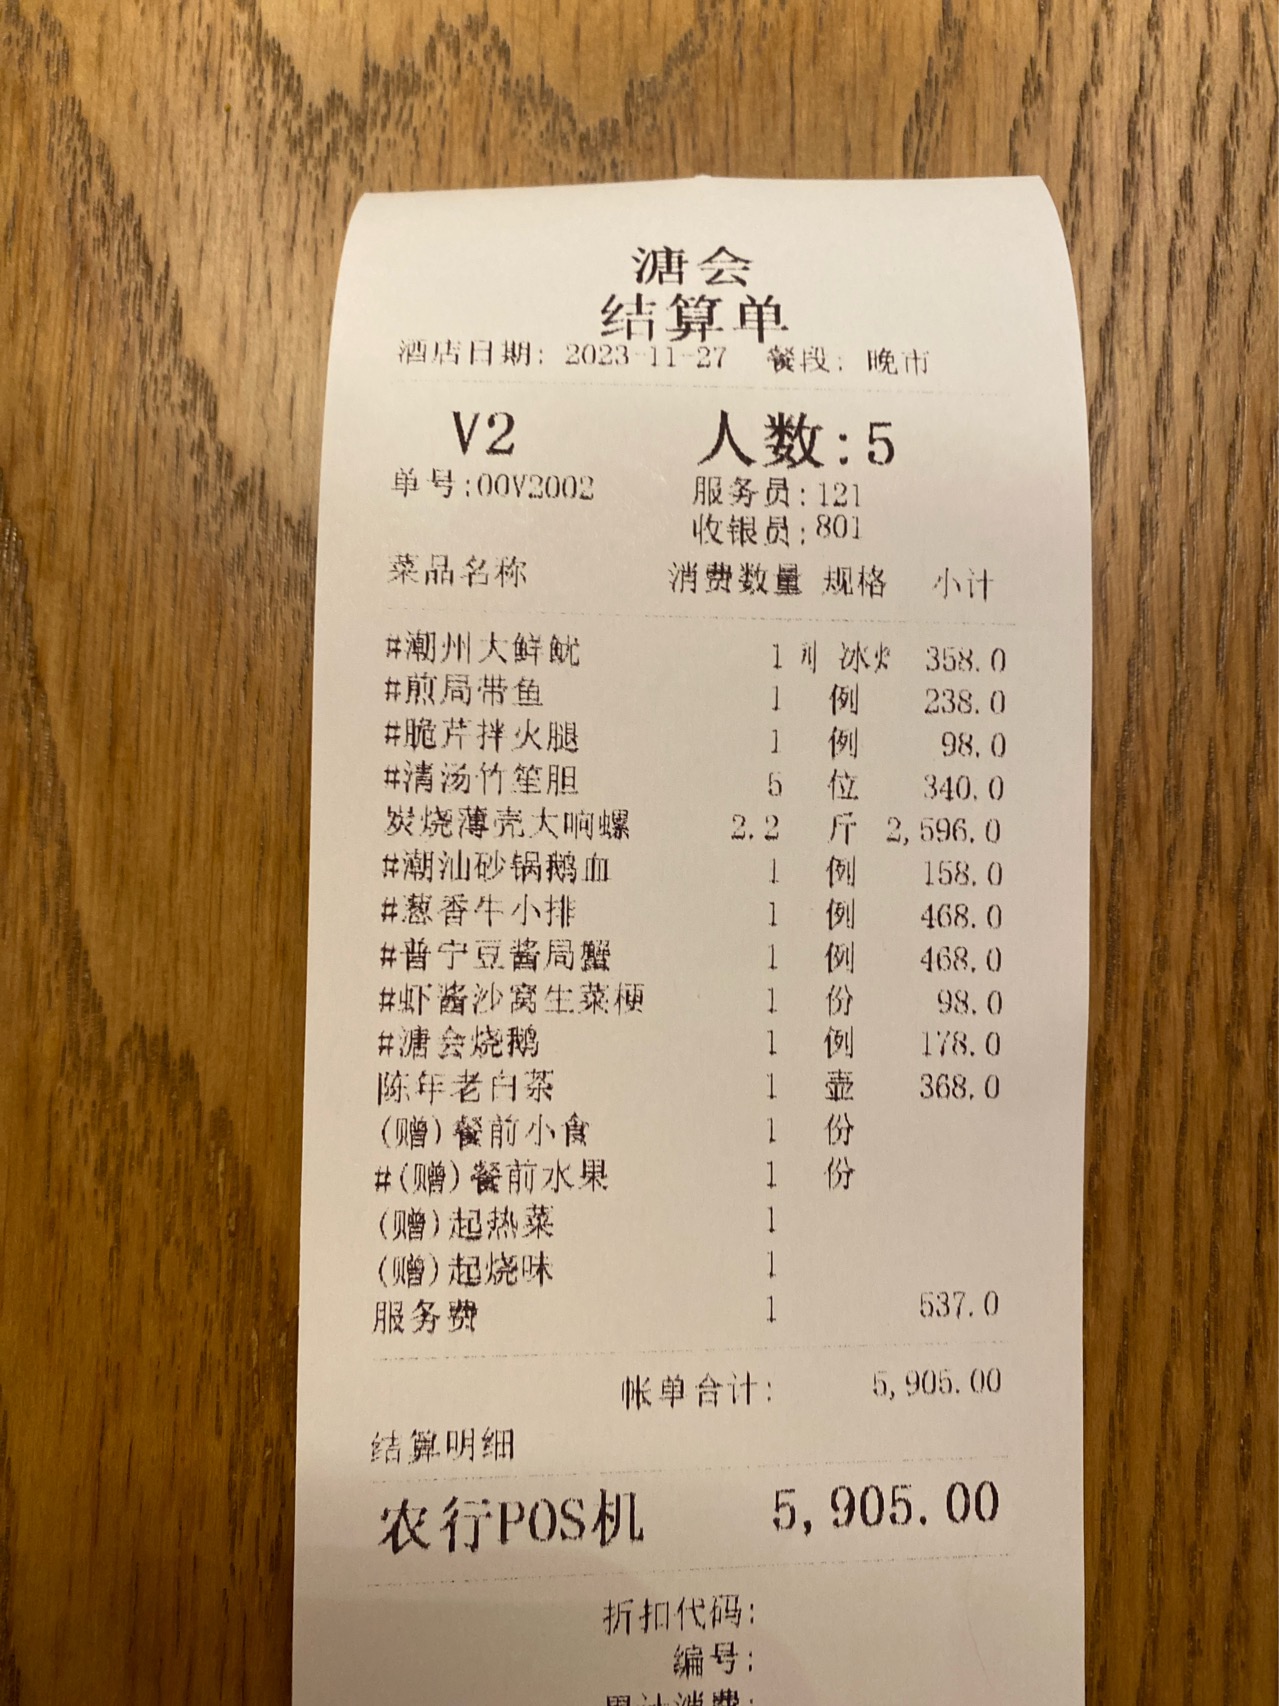 溏会
结算单
酒店日期: 2023-11-27 餐段: 晚市
V2 人数:5
单号:00V2002 服务员:121
收银员:801
菜品名称 消费数量 规格 小计
#潮州大鲜鱿 1 冰烧 358.0
#煎局带鱼 1 例 238.0
#脆芹拌火腿 1 例 98.0
#清汤竹笙胆 5 位 340.0
炭烧薄壳大响螺 2.2 斤 2,596.0
#潮汕砂锅鹅血 1 例 158.0
#葱香牛小排 1 例 468.0
#普宁豆酱局蟹 1 例 468.0
#虾酱沙窝生菜梗 1 份 98.0
#溏会烧鹅 1 例 178.0
陈年老白茶 1 壶 368.0
(赠)餐前小食 1 份
#(赠)餐前水果 1 份
(赠)起热菜 1
(赠)起烧味 1
服务费 1 537.0
帐单合计: 5,905.00
结算明细
农行POS机 5,905.00
折扣代码:
编号:
累计消费: